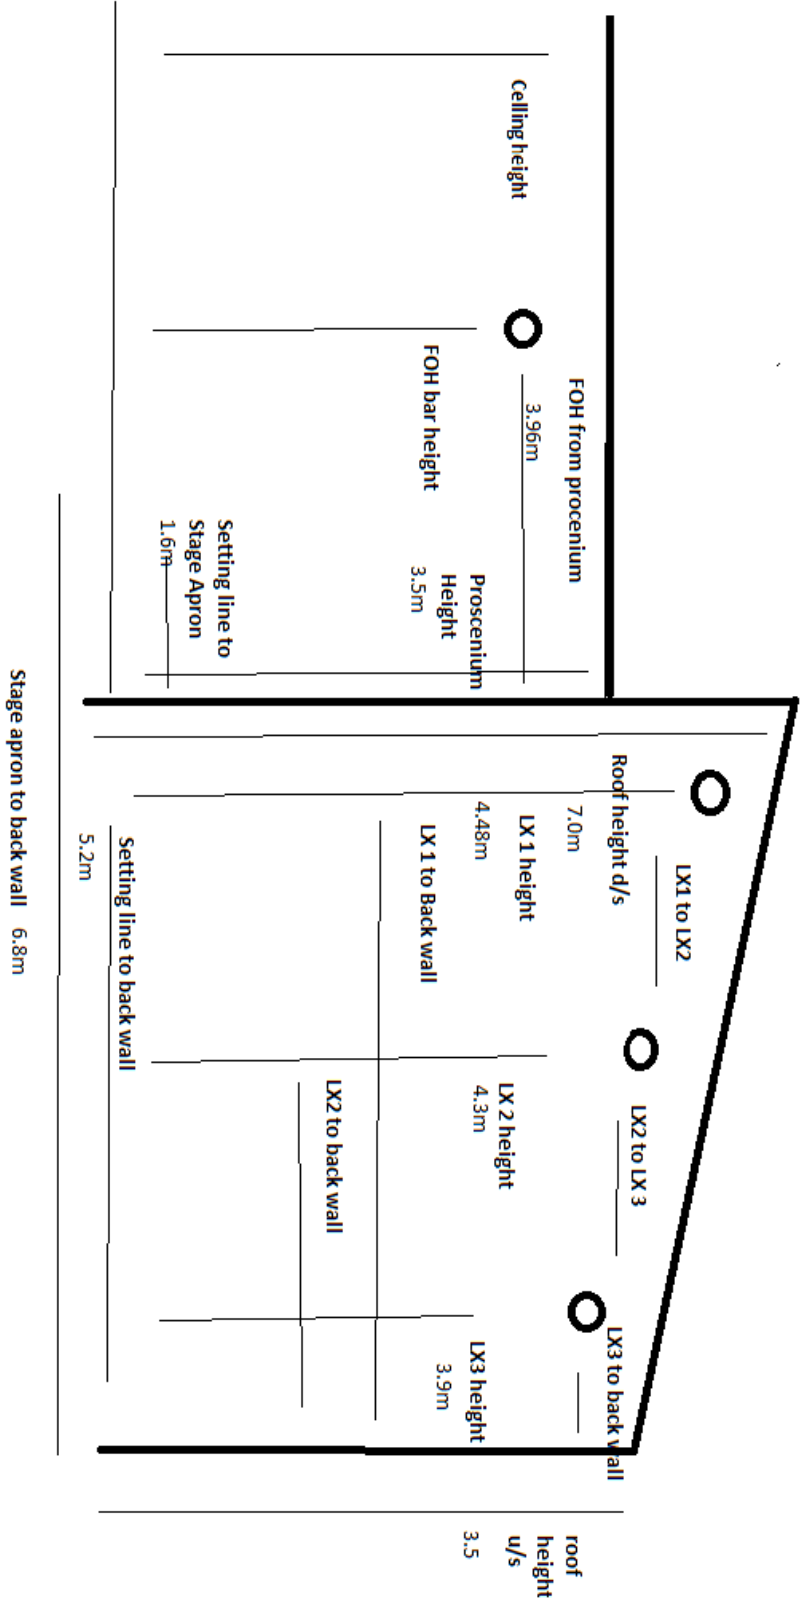 LX1 to LX2
LX2 to LX 3
Roof height d/s
7.0m
LX3 to back wall
FOH from procenium
3.96m
Celling height
LX 1 height
4.48m
LX 2 height
4.3m
LX3 height
3.9m
roof
height
u/s
3.5
Proscenium
Height
3.5m
FOH bar height
LX 1 to Back wall
LX2 to back wall
Setting line to
Stage Apron
1.6m
Setting line to back wall
5.2m
Stage apron to back wall 6.8m